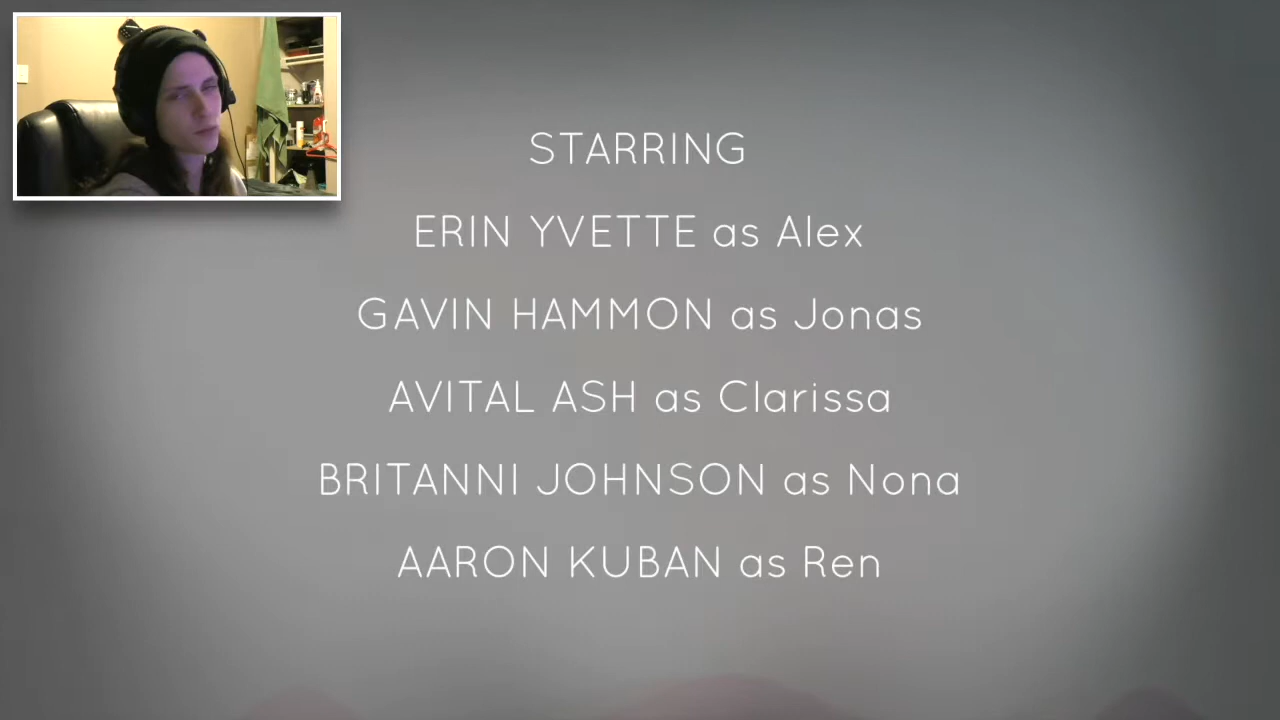 STARRING
ERIN YVETTE as Alex
GAVIN HAMMON as Jonas
AVITAL ASH as Clarissa
BRITANNI JOHNSON as Nona
AARON KUBAN as Ren